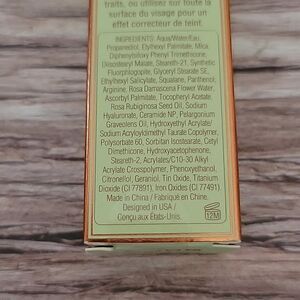 traits, ou utilisez sur toute la
surface du visage pour un
effet correcteur de teint.
INGREDIENTS: Aqua/Water/Eau,
Propanediol, Ethylhexyl Palmitate, Mica,
Diphenylsiloxy Phenyl Trimethicone,
Diisostearyl Malate, Steareth-21, Synthetic
Fluorphlogopite, Glyceryl Stearate SE,
Ethylhexyl Salicylate, Squalane, Panthenol,
Arginine, Rosa Damascena Flower Water,
Ascorbyl Palmitate, Tocopheryl Acetate,
Rosa Rubiginosa Seed Oil, Sodium
Hyaluronate, Ceramide NP, Pelargonium
Graveolens Oil, Hydroxyethyl Acrylate/
Sodium Acryloyldimethyl Taurate Copolymer,
Polysorbate 60, Sorbitan Isostearate, Cetyl
Dimethicone, Hydroxyacetophenone,
Steareth-2, Acrylates/C10-30 Alkyl
Acrylate Crosspolymer, Phenoxyethanol,
Citronellol, Geraniol, Tin Oxide, Titanium
Dioxide (CI 77891), Iron Oxides (CI 77491).
Made in China / Fabriqué en Chine.
Designed in USA /
Conçu aux États-Unis.
12M